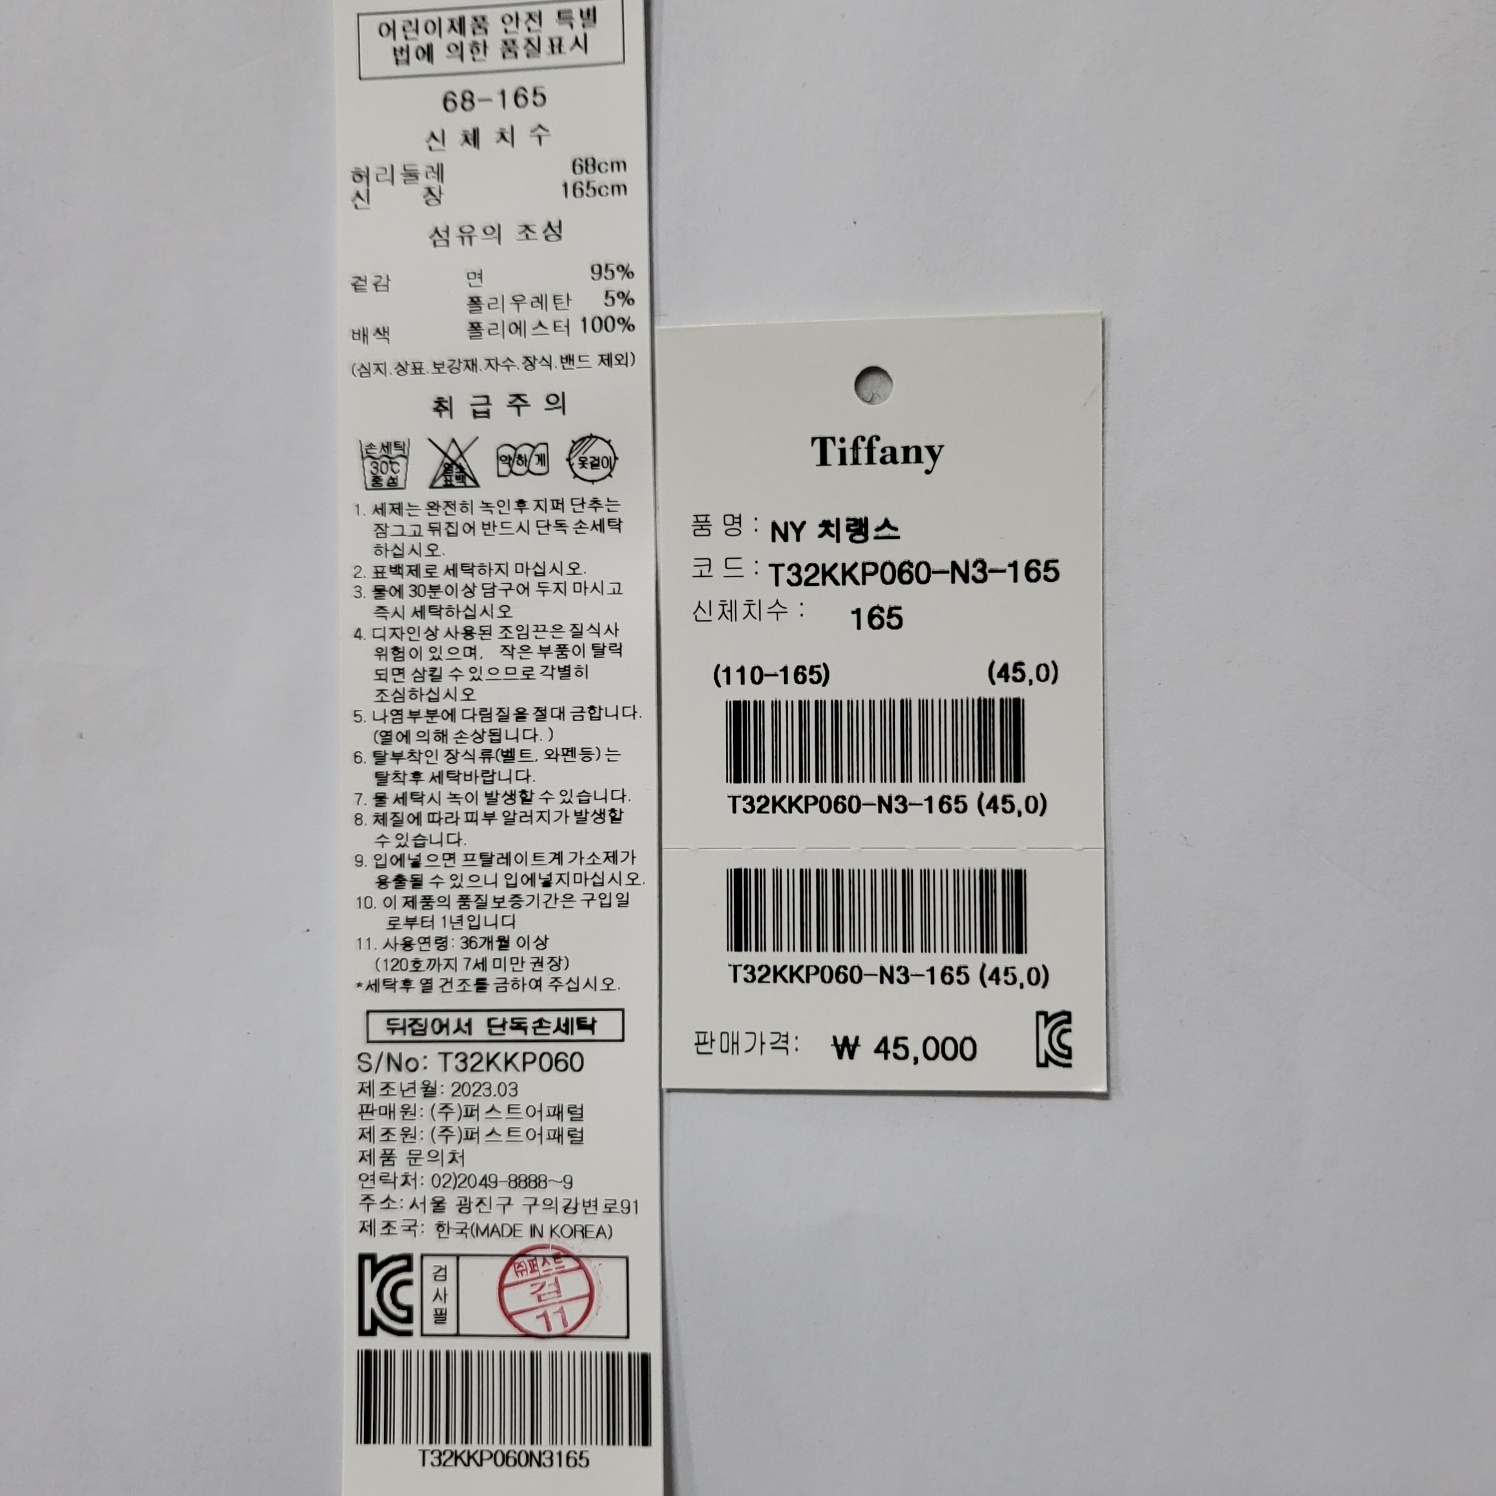 어린이제품 안전 특별
법에 의한 품질표시
68-165
신 체 치 수
허리둘레 68cm
신 장 165cm
섬유의 조성
겉감 면 95%
폴리우레탄 5%
배색 폴리에스터 100%
(심지.상표.보강재.자수.장식.밴드 제외)
취 급 주 의
손세탁
30℃
중성
염소
표백
약하게
옷걸이
1. 세제는 완전히 녹인후 지퍼 단추는
잠그고 뒤집어 반드시 단독 손세탁
하십시오.
2. 표백제로 세탁하지 마십시오.
3. 물에 30분이상 담구어 두지 마시고
즉시 세탁하십시오
4. 디자인상 사용된 조임끈은 질식사
위험이 있으며, 작은 부품이 탈락
되면 삼킬 수 있으므로 각별히
조심하십시오
5. 나염부분에 다림질을 절대 금합니다.
(열에 의해 손상됩니다. )
6. 탈부착인 장식류(벨트, 와펜등) 는
탈착후 세탁바랍니다.
7. 물 세탁시 녹이 발생할 수 있습니다.
8. 체질에 따라 피부 알러지가 발생할
수 있습니다.
9. 입에넣으면 프탈레이트계 가소제가
용출될 수 있으니 입에넣지마십시오.
10. 이 제품의 품질보증기간은 구입일
로부터 1년입니다
11. 사용연령: 36개월 이상
(120호까지 7세 미만 권장)
*세탁후 열 건조를 금하여 주십시오.
뒤집어서 단독손세탁
S/No: T32KKP060
제조년월: 2023.03
판매원: (주)퍼스트어패럴
제조원: (주)퍼스트어패럴
제품 문의처
연락처: 02)2049-8888~9
주소: 서울 광진구 구의강변로91
제조국: 한국(MADE IN KOREA)
KC
검사필
㈜퍼스트
검
11
T32KKP060N3165
Tiffany
품 명 : NY 치랭스
코 드 : T32KKP060-N3-165
신체치수 : 165
(110-165) (45,0)
T32KKP060-N3-165 (45,0)
T32KKP060-N3-165 (45,0)
판매가격: ₩ 45,000
KC